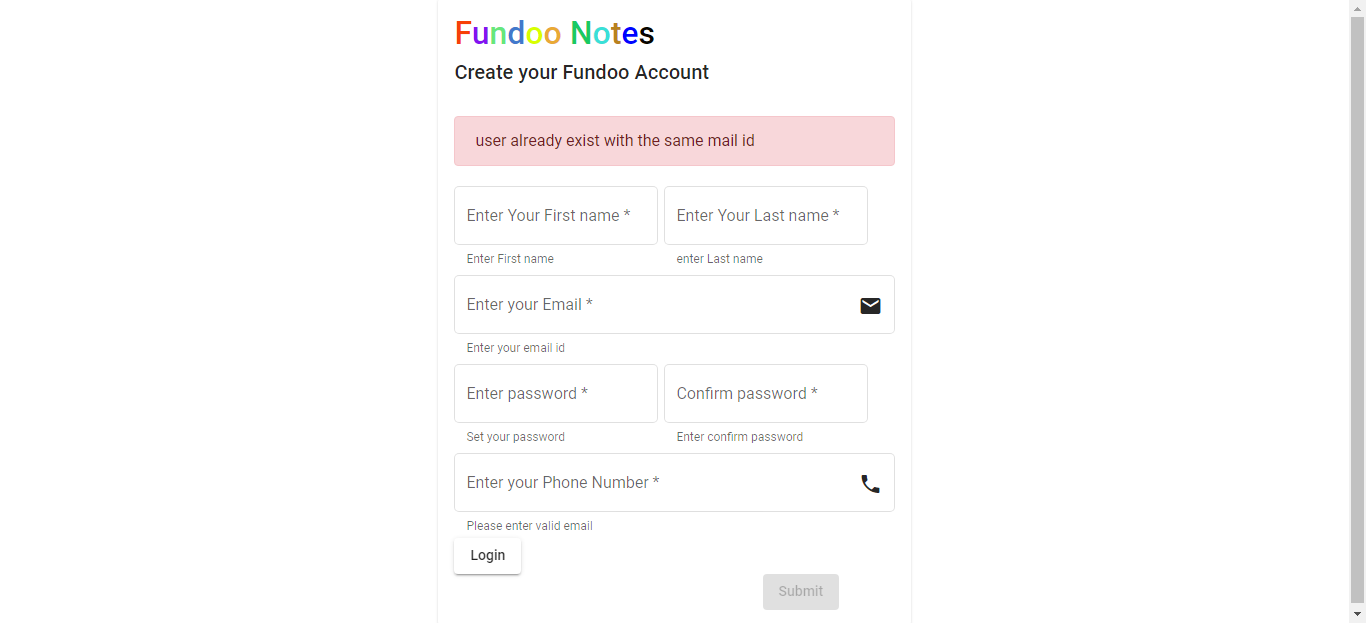 Fundoo Notes
Create your Fundoo Account
user already exist with the same mail id
Enter Your First name * Enter Your Last name *
Enter First name enter Last name
Enter your Email *
Enter your email id
Enter password * Confirm password *
Set your password Enter confirm password
Enter your Phone Number *
Please enter valid email
Login
Submit